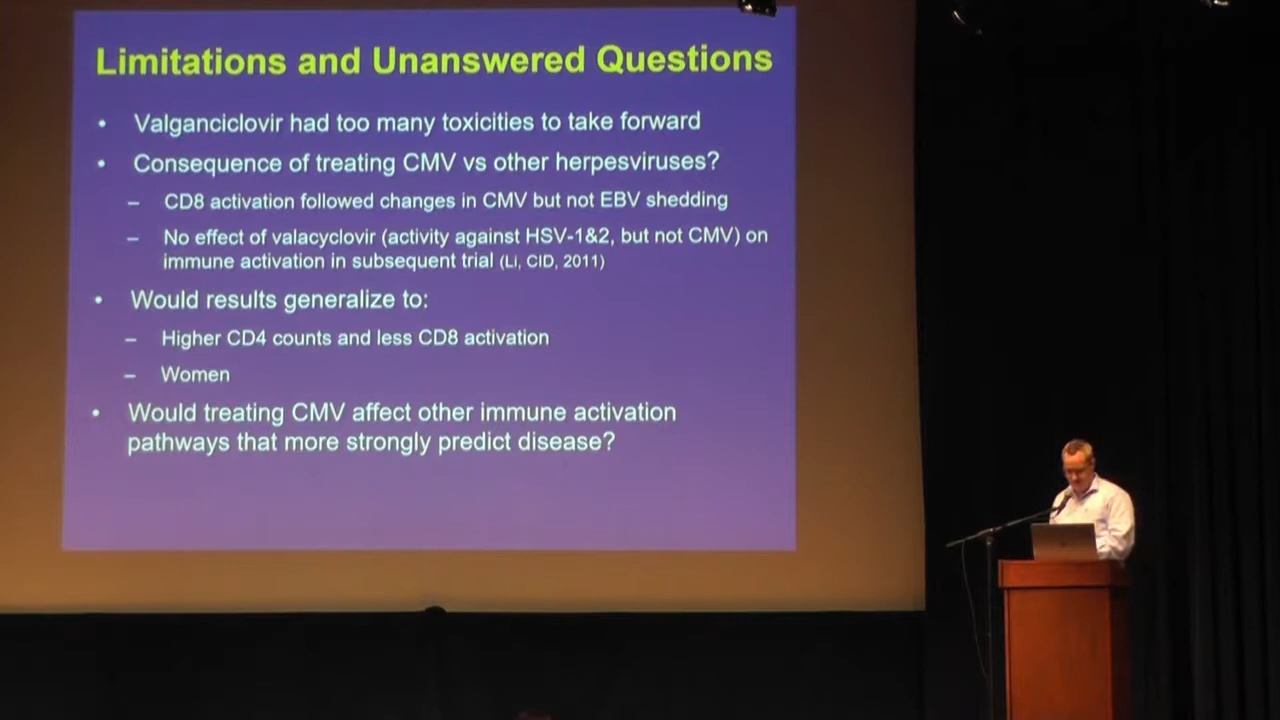 Limitations and Unanswered Questions
• Valganciclovir had too many toxicities to take forward
• Consequence of treating CMV vs other herpesviruses?
– CD8 activation followed changes in CMV but not EBV shedding
– No effect of valacyclovir (activity against HSV-1&2, but not CMV) on
immune activation in subsequent trial (Li, CID, 2011)
• Would results generalize to:
– Higher CD4 counts and less CD8 activation
– Women
• Would treating CMV affect other immune activation
pathways that more strongly predict disease?